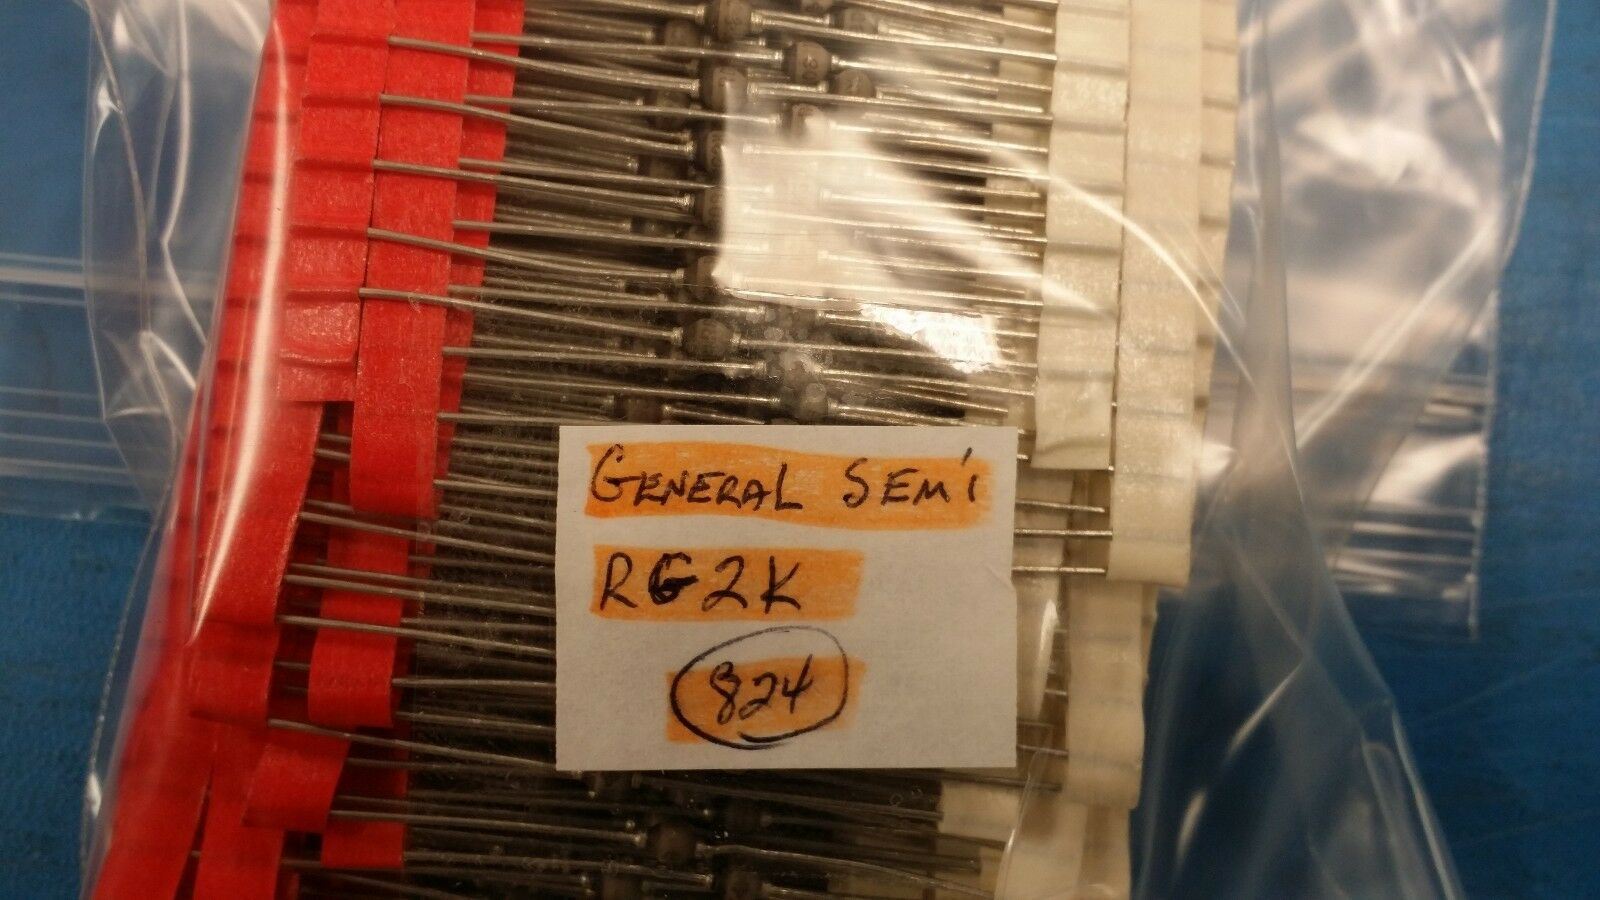 GENERAL SEMi
RG2K
824